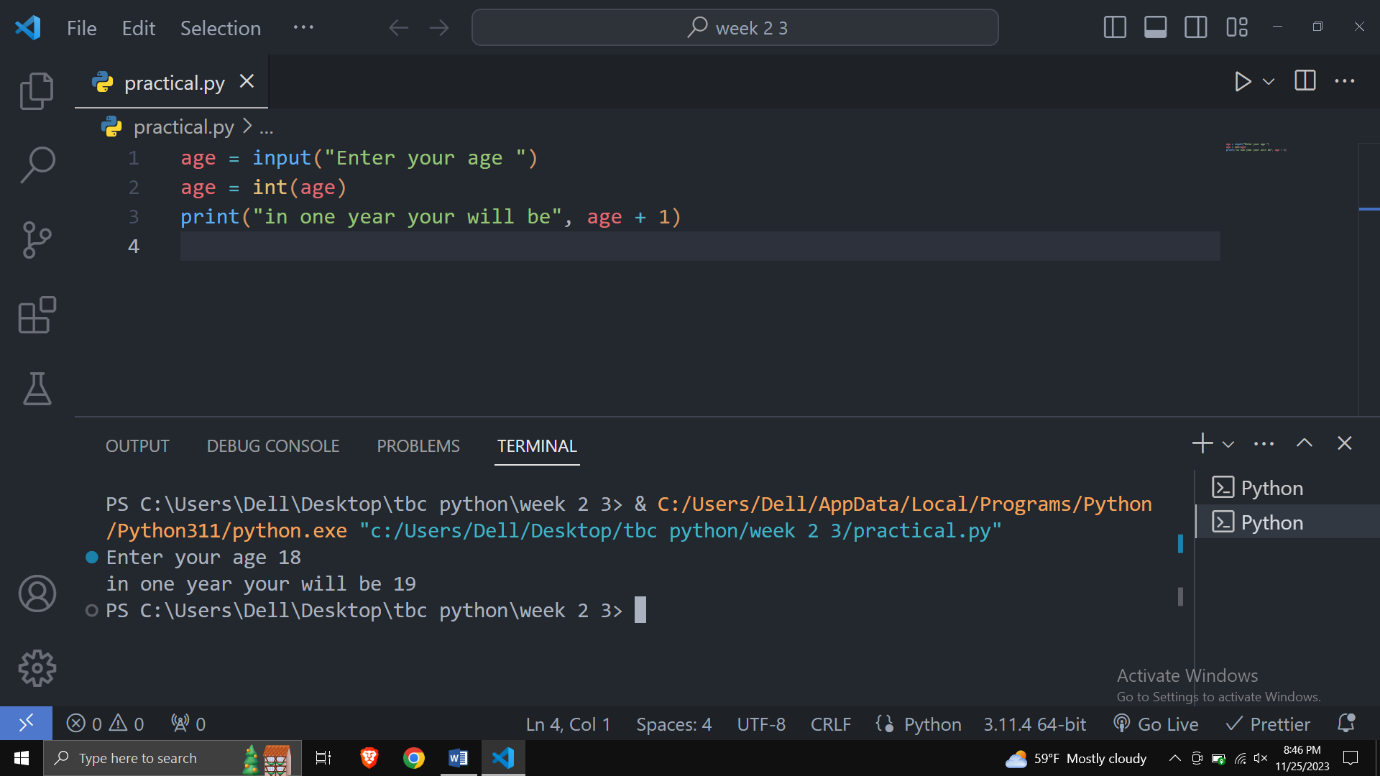 File Edit Selection ···
week 2 3
practical.py
practical.py > ...
1 age = input("Enter your age ")
2 age = int(age)
3 print("in one year your will be", age + 1)
4
OUTPUT DEBUG CONSOLE PROBLEMS TERMINAL
PS C:\Users\Dell\Desktop\tbc python\week 2 3> & C:/Users/Dell/AppData/Local/Programs/Python
/Python311/python.exe "c:/Users/Dell/Desktop/tbc python/week 2 3/practical.py"
Enter your age 18
in one year your will be 19
PS C:\Users\Dell\Desktop\tbc python\week 2 3>
Python
Python
Activate Windows
Go to Settings to activate Windows.
0 0 0 Ln 4, Col 1 Spaces: 4 UTF-8 CRLF Python 3.11.4 64-bit Go Live Prettier
Type here to search
59°F Mostly cloudy
8:46 PM
11/25/2023